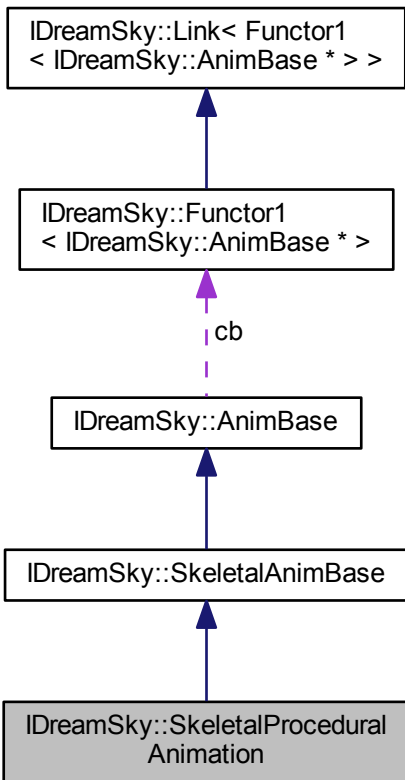 IDreamSky::Link< Functor1
< IDreamSky::AnimBase * > >
IDreamSky::Functor1
< IDreamSky::AnimBase * >
cb
IDreamSky::AnimBase
IDreamSky::SkeletalAnimBase
IDreamSky::SkeletalProcedural
Animation